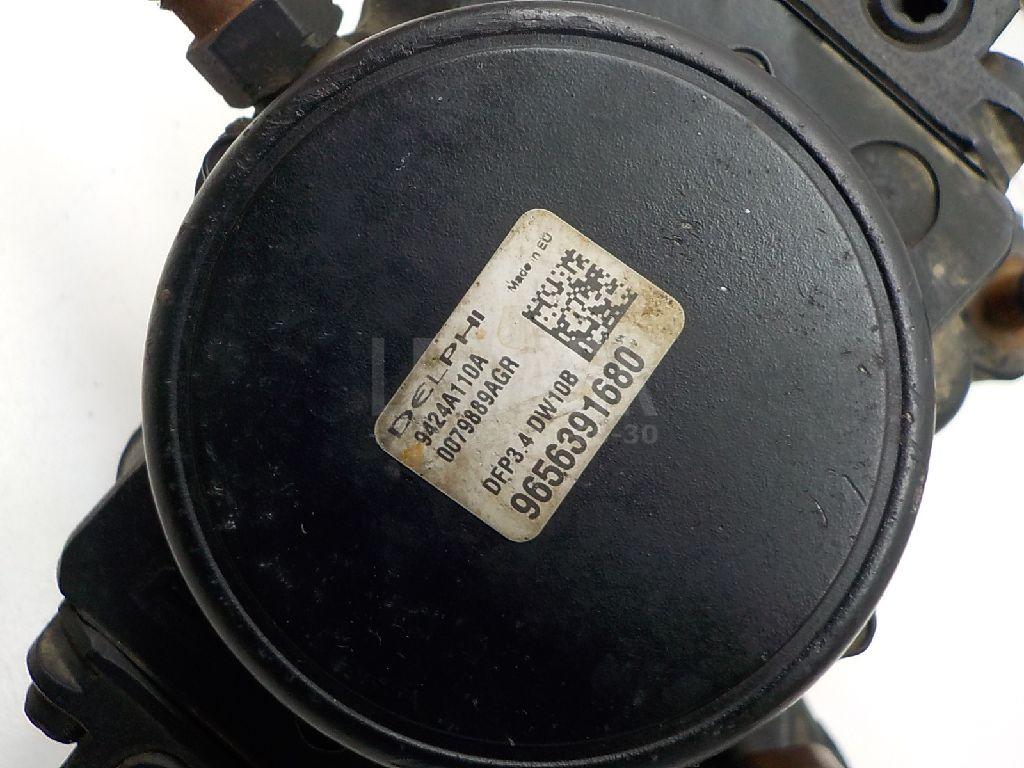 Made in EU
DELPHI
9424A110A
0079889AGR
DFP3.4 DW10B
9656391680